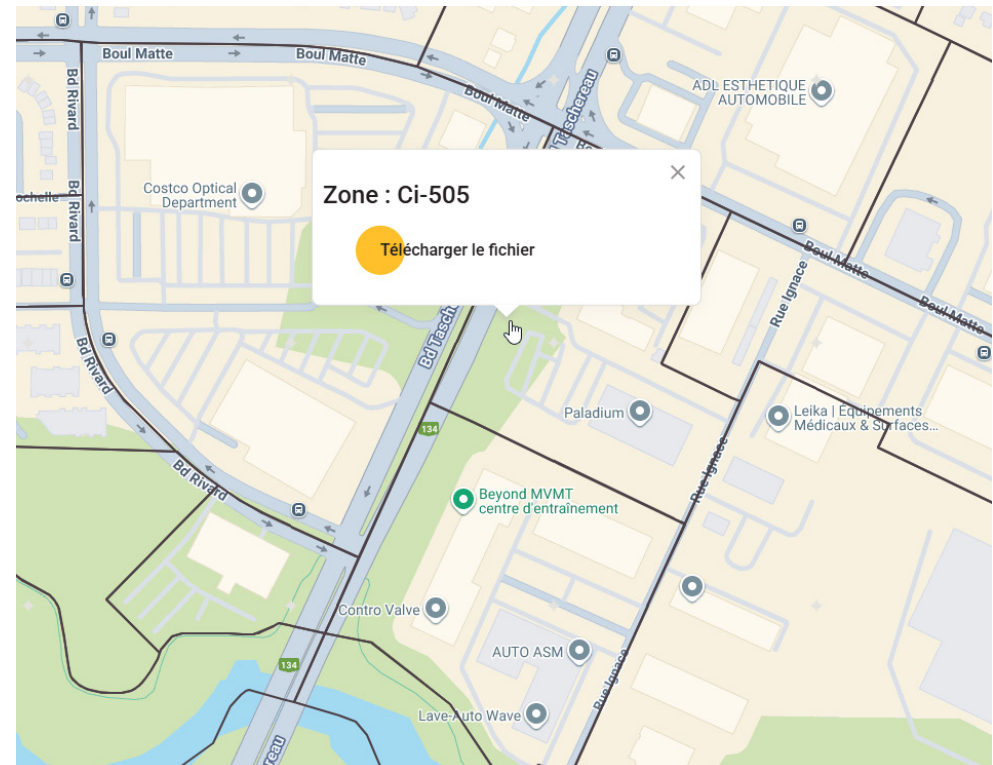 Boul Matte
Boul Matte
Boul Matte
Bd Rivard
ADL ESTHETIQUE
AUTOMOBILE
Costco Optical
Department
ochelle
Bd Rivard
Zone : Ci-505
Télécharger le fichier
Boul Matte
Boul Matte
Rue Ignace
Bd Rivard
Paladium
Leika | Équipements
Médicaux & Surfaces...
134
Rue Ignace
Bd Rivard
Beyond MVMT
centre d'entraînement
Contro Valve
AUTO ASM
134
Rue Ignace
Lave-Auto Wave